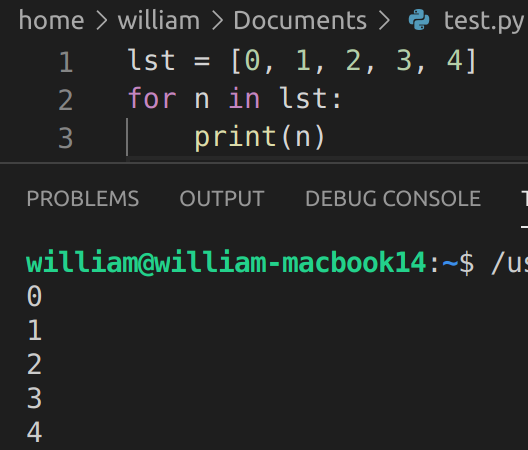 home > william > Documents > test.py
1 lst = [0, 1, 2, 3, 4]
2 for n in lst:
3     print(n)
PROBLEMS OUTPUT DEBUG CONSOLE
william@william-macbook14:~$ /us
0
1
2
3
4